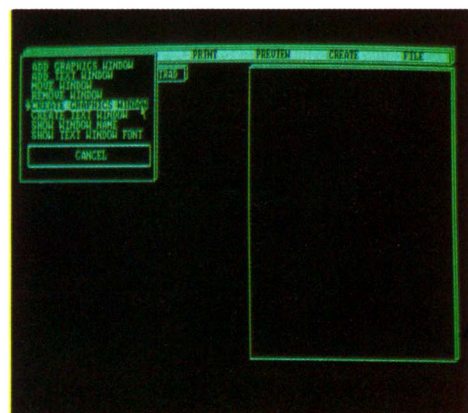 PRINT PREVIEW CREATE FILE
ADD GRAPHICS WINDOW
ADD TEXT WINDOW
MOVE WINDOW
REMOVE WINDOW
CREATE GRAPHICS WINDOW
CREATE TEXT WINDOW
SHOW WINDOW NAME
SHOW TEXT WINDOW FONT
CANCEL